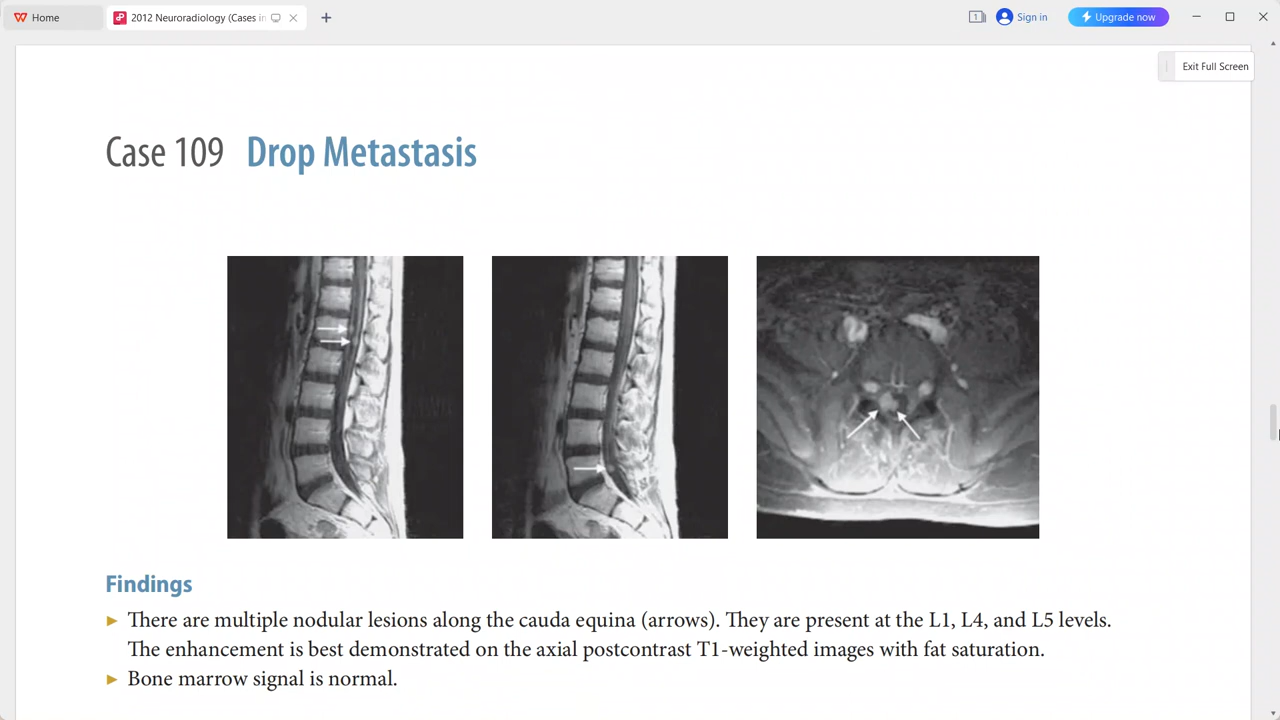 Home
2012 Neuroradiology (Cases in
1
Sign in
Upgrade now
Exit Full Screen
Case 109 Drop Metastasis
Findings
► There are multiple nodular lesions along the cauda equina (arrows). They are present at the L1, L4, and L5 levels.
The enhancement is best demonstrated on the axial postcontrast T1-weighted images with fat saturation.
► Bone marrow signal is normal.